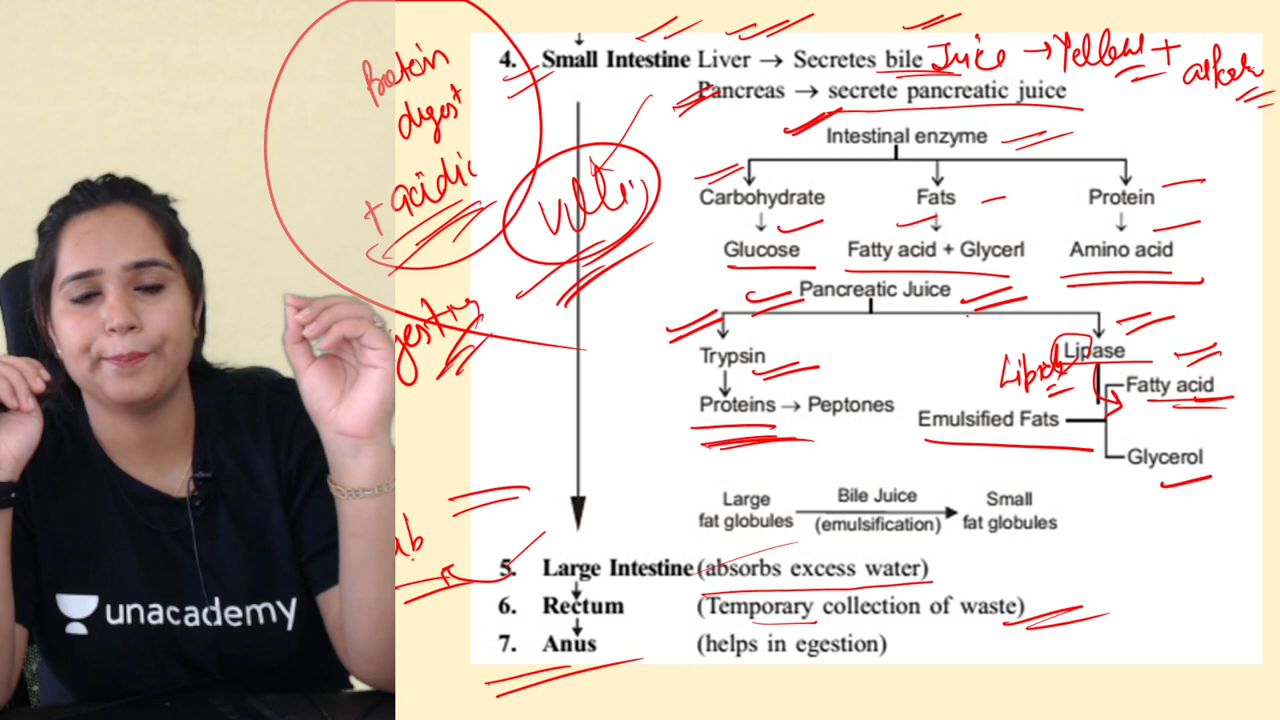 Protein
digest
+ acidic
villi
4. Small Intestine Liver → Secretes bile Juice → Yellow +
Pancreas → secrete pancreatic juice
Intestinal enzyme
Carbohydrate Fats Protein
Glucose Fatty acid + Glycerl Amino acid
Pancreatic Juice
Trypsin Lipase
Fatty acid
Proteins → Peptones
Emulsified Fats
Glycerol
Large fat globules Bile Juice (emulsification) Small fat globules
5. Large Intestine (absorbs excess water)
6. Rectum (Temporary collection of waste)
7. Anus (helps in egestion)
unacademy